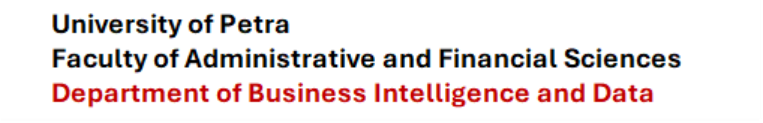 University of Petra
Faculty of Administrative and Financial Sciences
Department of Business Intelligence and Data